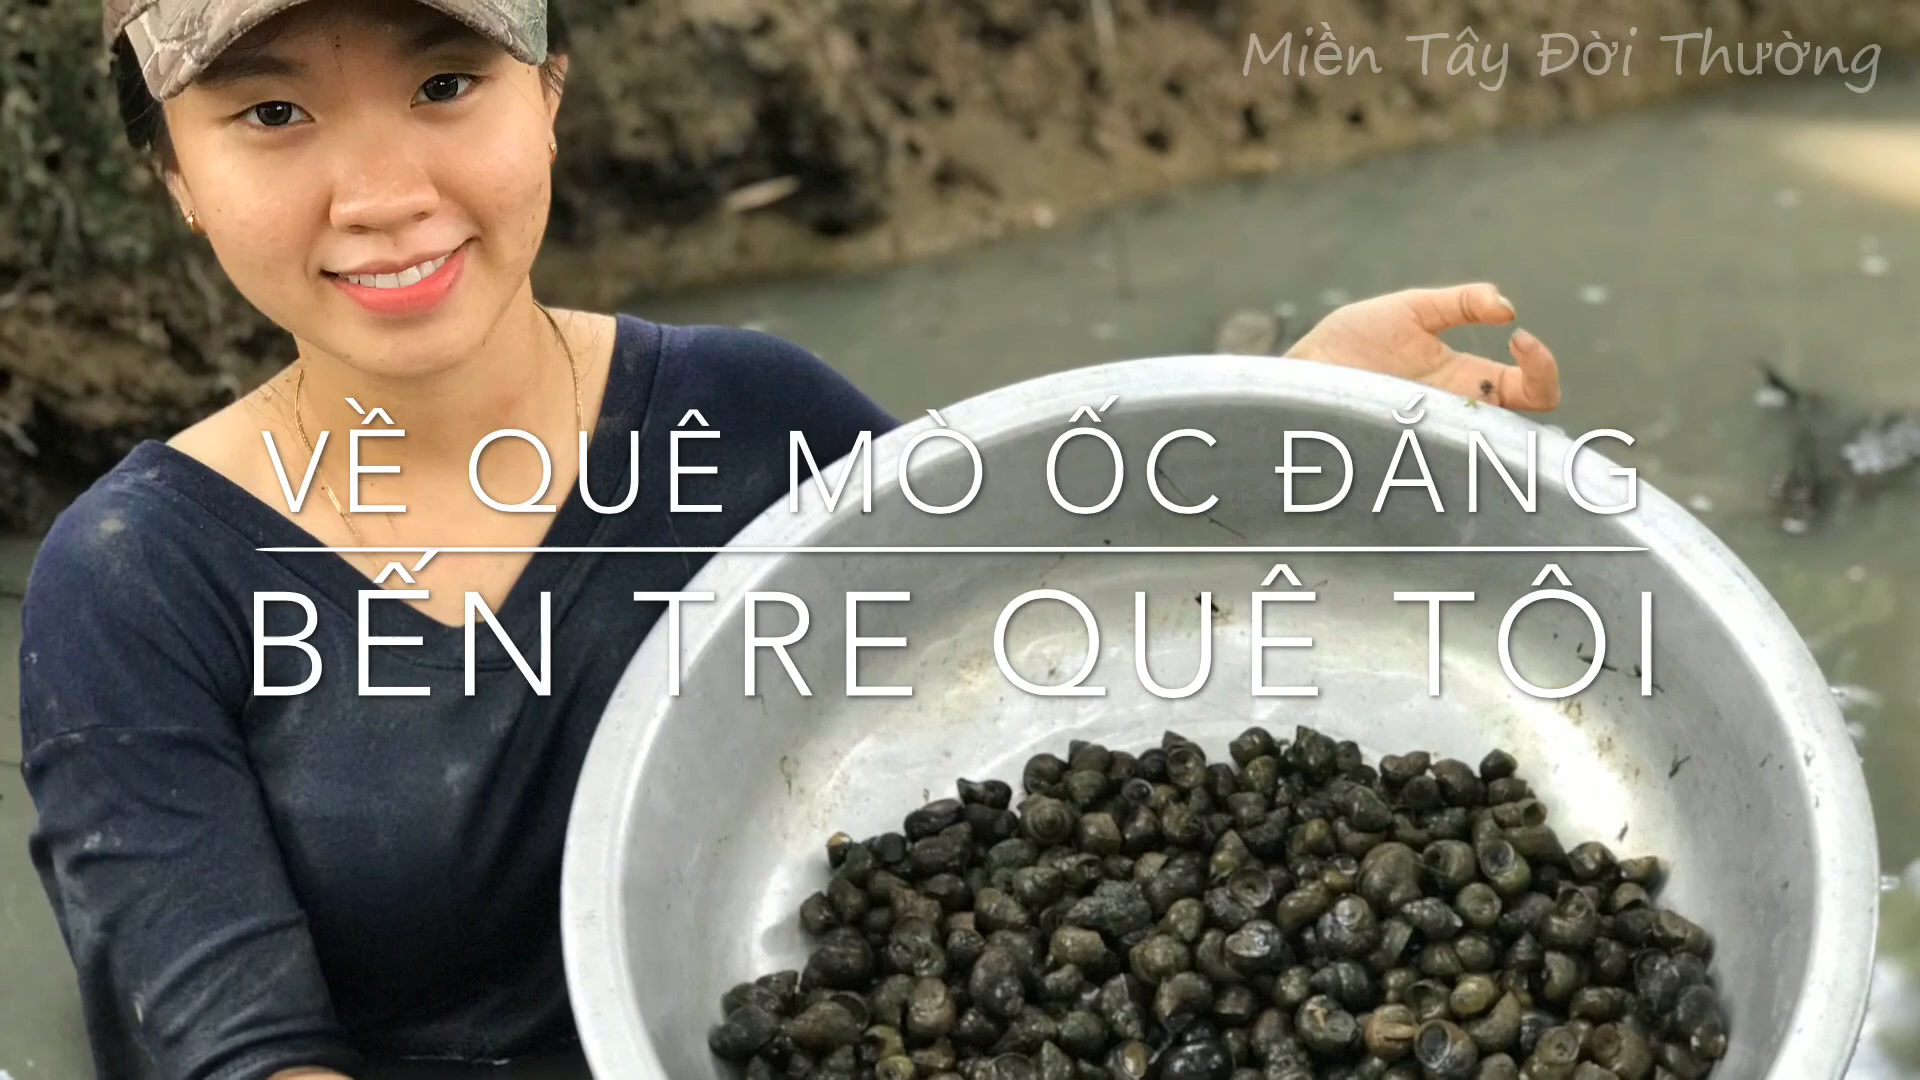 Miền Tây Đời Thường
VỀ QUÊ MÒ ỐC ĐẮNG
BẾN TRE QUÊ TÔI